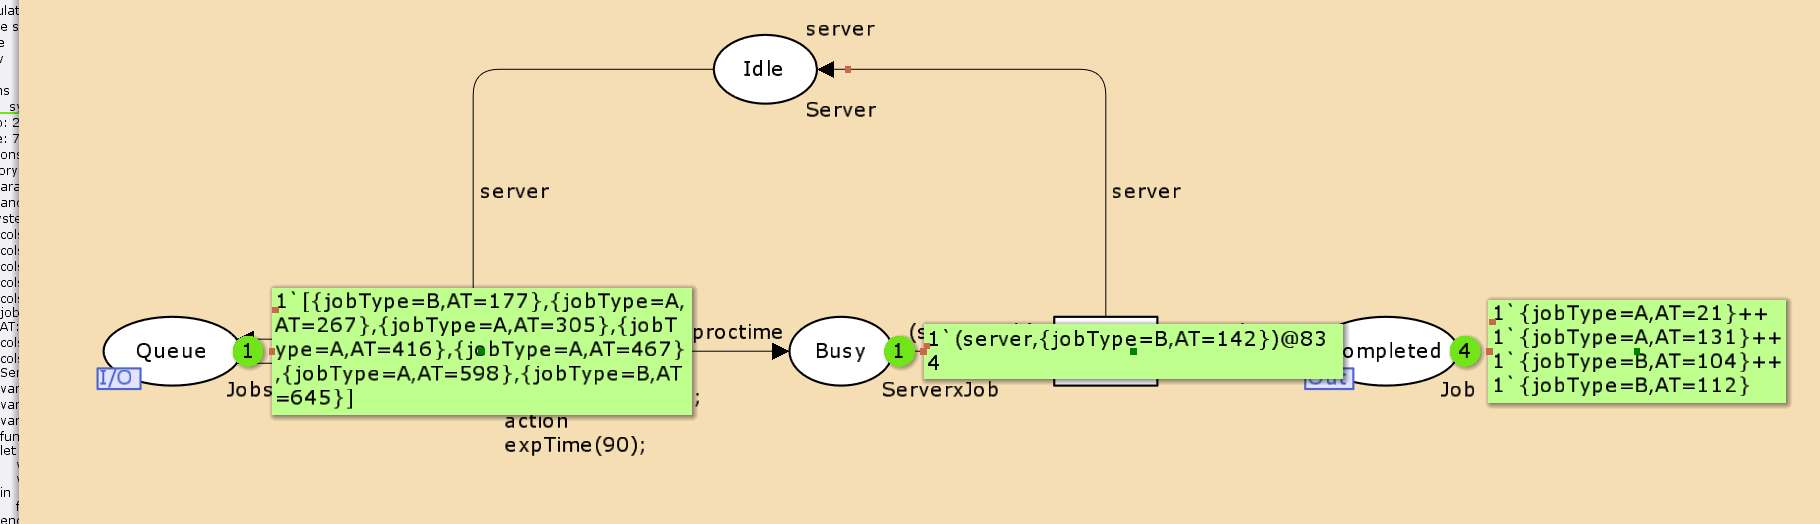 server
Idle
Server
server
server
1`[{jobType=B,AT=177},{jobType=A,
AT=267},{jobType=A,AT=305},{jobT
ype=A,AT=416},{jobType=A,AT=467}
,{jobType=A,AT=598},{jobType=B,AT
=645}]
Queue
1
I/O
Jobs
proctime
;
action
expTime(90);
Busy
1
(s
1`(server,{jobType=B,AT=142})@83
4
ServerxJob
ompleted
4
Out
Job
1`{jobType=A,AT=21}++
1`{jobType=A,AT=131}++
1`{jobType=B,AT=104}++
1`{jobType=B,AT=112}